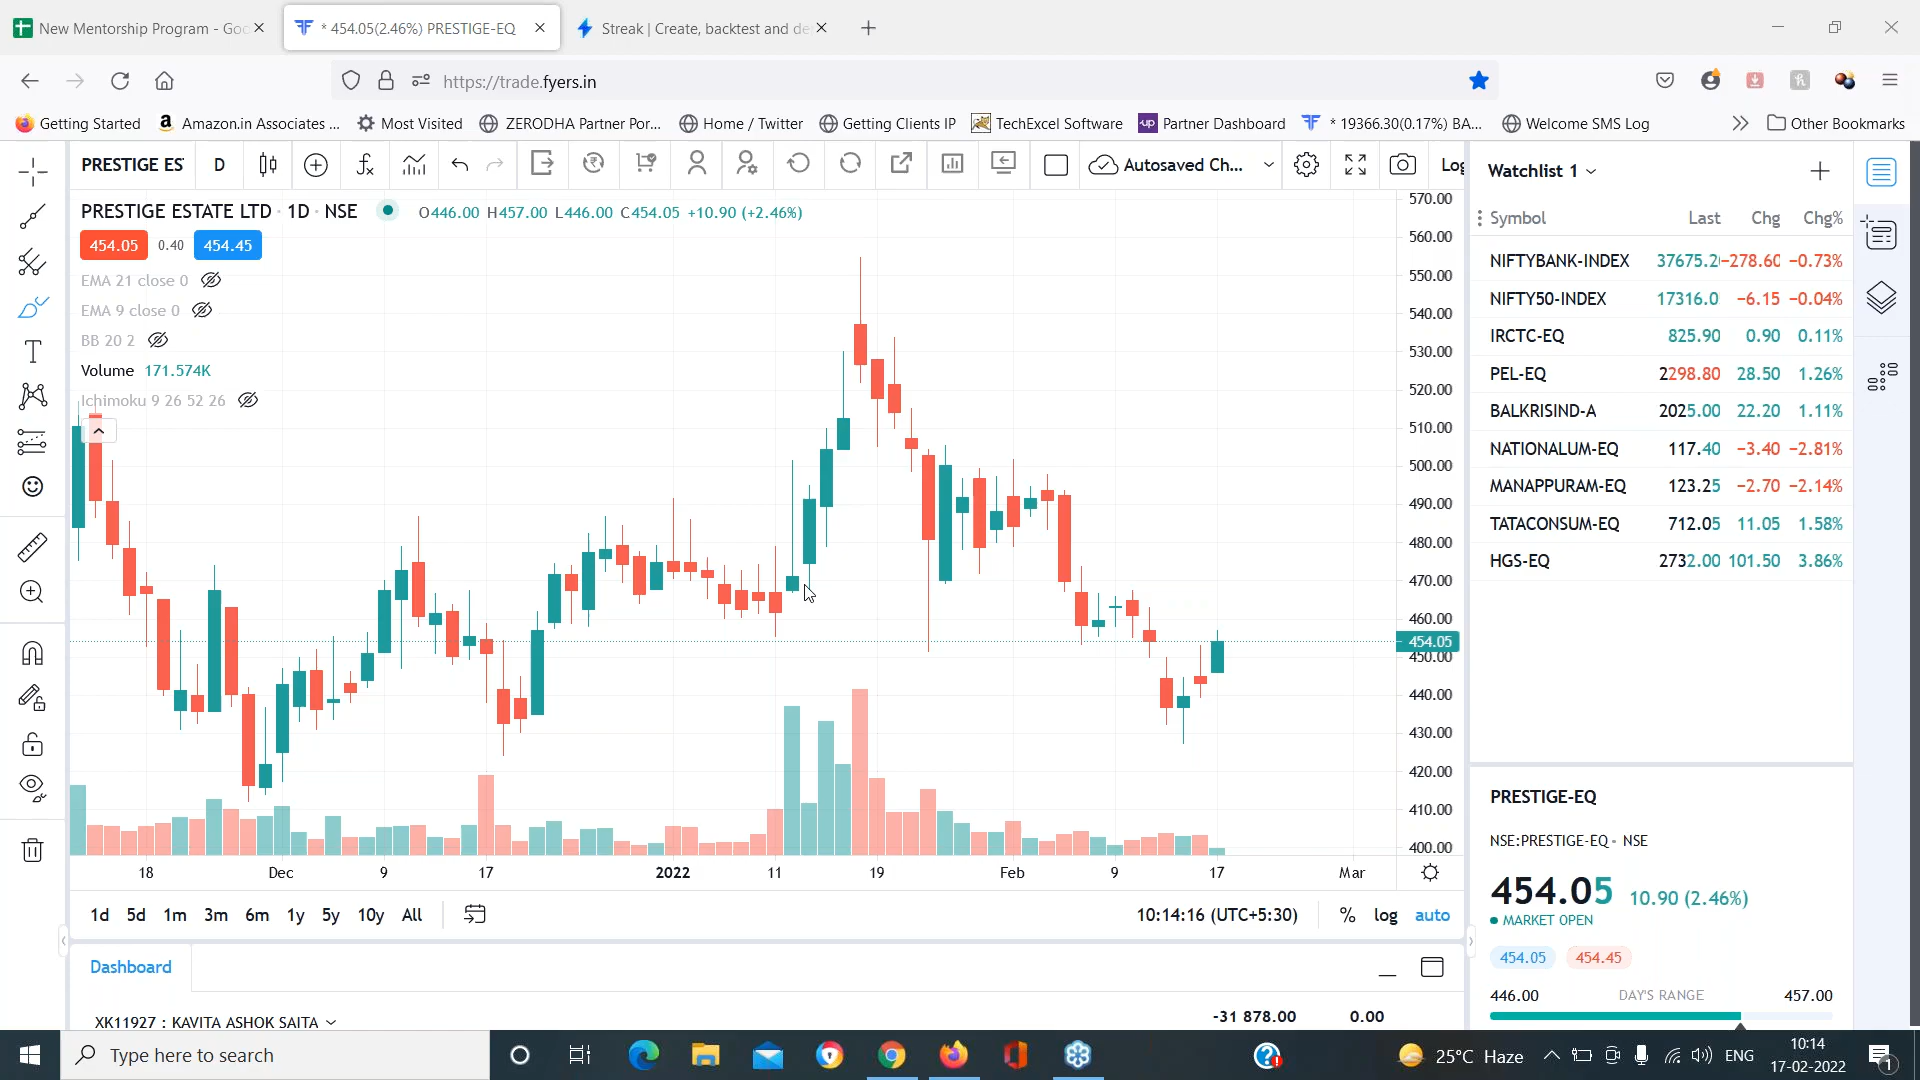 New Mentorship Program - Goo
* 454.05(2.46%) PRESTIGE-EQ
Streak | Create, backtest and de
https://trade.fyers.in
Getting Started
Amazon.in Associates ...
Most Visited
ZERODHA Partner Por...
Home / Twitter
Getting Clients IP
TechExcel Software
up Partner Dashboard
* 19366.30(0.17%) BA...
Welcome SMS Log
Other Bookmarks
PRESTIGE ES
D
Autosaved Ch...
Log
PRESTIGE ESTATE LTD · 1D · NSE
O446.00 H457.00 L446.00 C454.05 +10.90 (+2.46%)
454.05 0.40 454.45
EMA 21 close 0
EMA 9 close 0
BB 20 2
Volume 171.574K
Ichimoku 9 26 52 26
570.00
560.00
550.00
540.00
530.00
520.00
510.00
500.00
490.00
480.00
470.00
460.00
454.05
450.00
440.00
430.00
420.00
410.00
400.00
18 Dec 9 17 2022 11 19 Feb 9 17 Mar
1d 5d 1m 3m 6m 1y 5y 10y All
10:14:16 (UTC+5:30)
% log auto
Dashboard
XK11927 : KAVITA ASHOK SAITA
-31 878.00 0.00
Watchlist 1
Symbol Last Chg Chg%
NIFTYBANK-INDEX 37675.2 −278.60 −0.73%
NIFTY50-INDEX 17316.0 −6.15 −0.04%
IRCTC-EQ 825.90 0.90 0.11%
PEL-EQ 2298.80 28.50 1.26%
BALKRISIND-A 2025.00 22.20 1.11%
NATIONALUM-EQ 117.40 −3.40 −2.81%
MANAPPURAM-EQ 123.25 −2.70 −2.14%
TATACONSUM-EQ 712.05 11.05 1.58%
HGS-EQ 2732.00 101.50 3.86%
PRESTIGE-EQ
NSE:PRESTIGE-EQ · NSE
454.05 10.90 (2.46%)
MARKET OPEN
454.05 454.45
446.00 DAY'S RANGE 457.00
Type here to search
25°C Haze
ENG
10:14
17-02-2022
1